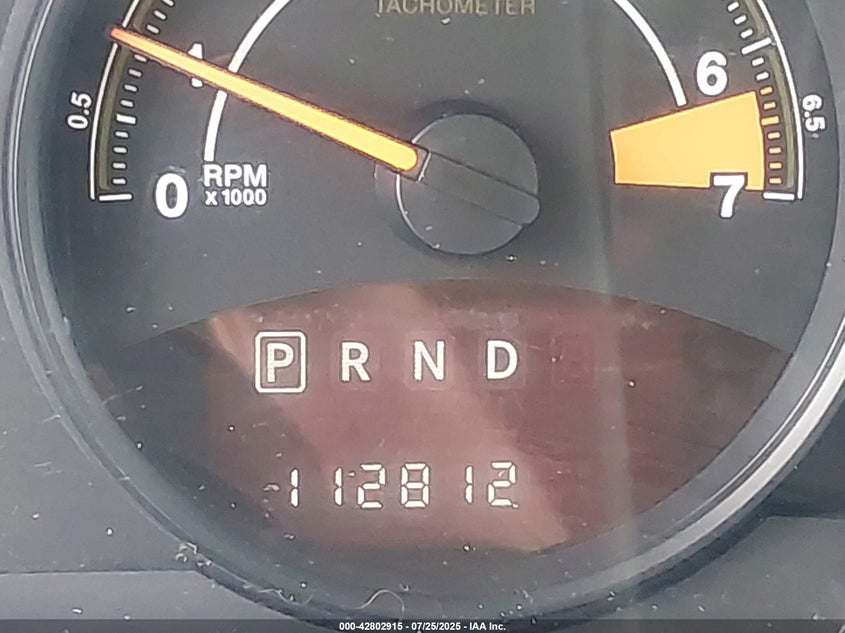 TACHOMETER
1
6
0.5
6.5
0
RPM
x 1000
7
P R N D
112812
000-42802915 - 07/25/2025 - IAA Inc.